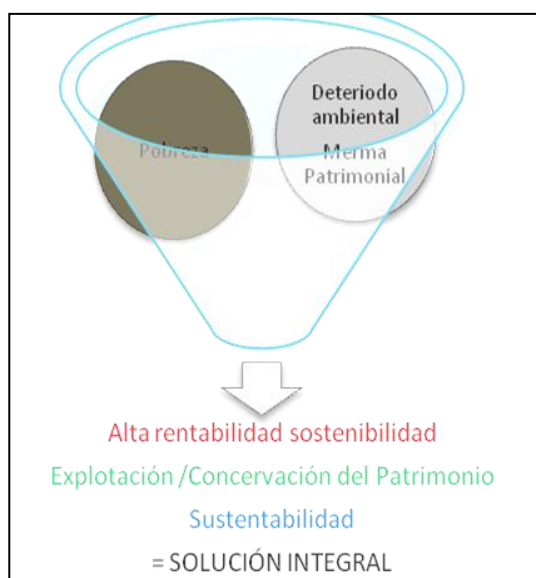 Pobreza
Deteriodo
ambiental
Merma
Patrimonial
Alta rentabilidad sostenibilidad
Explotación /Concervación del Patrimonio
Sustentabilidad
= SOLUCIÓN INTEGRAL